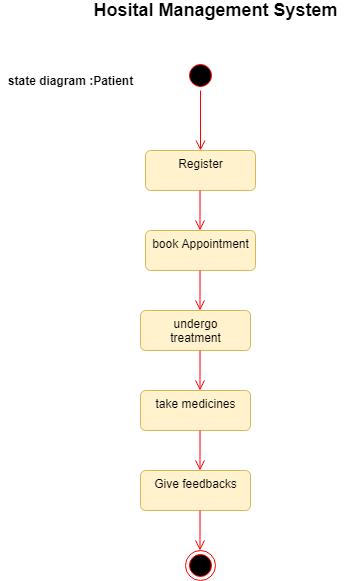 Hosital Management System
state diagram :Patient
Register
book Appointment
undergo
treatment
take medicines
Give feedbacks